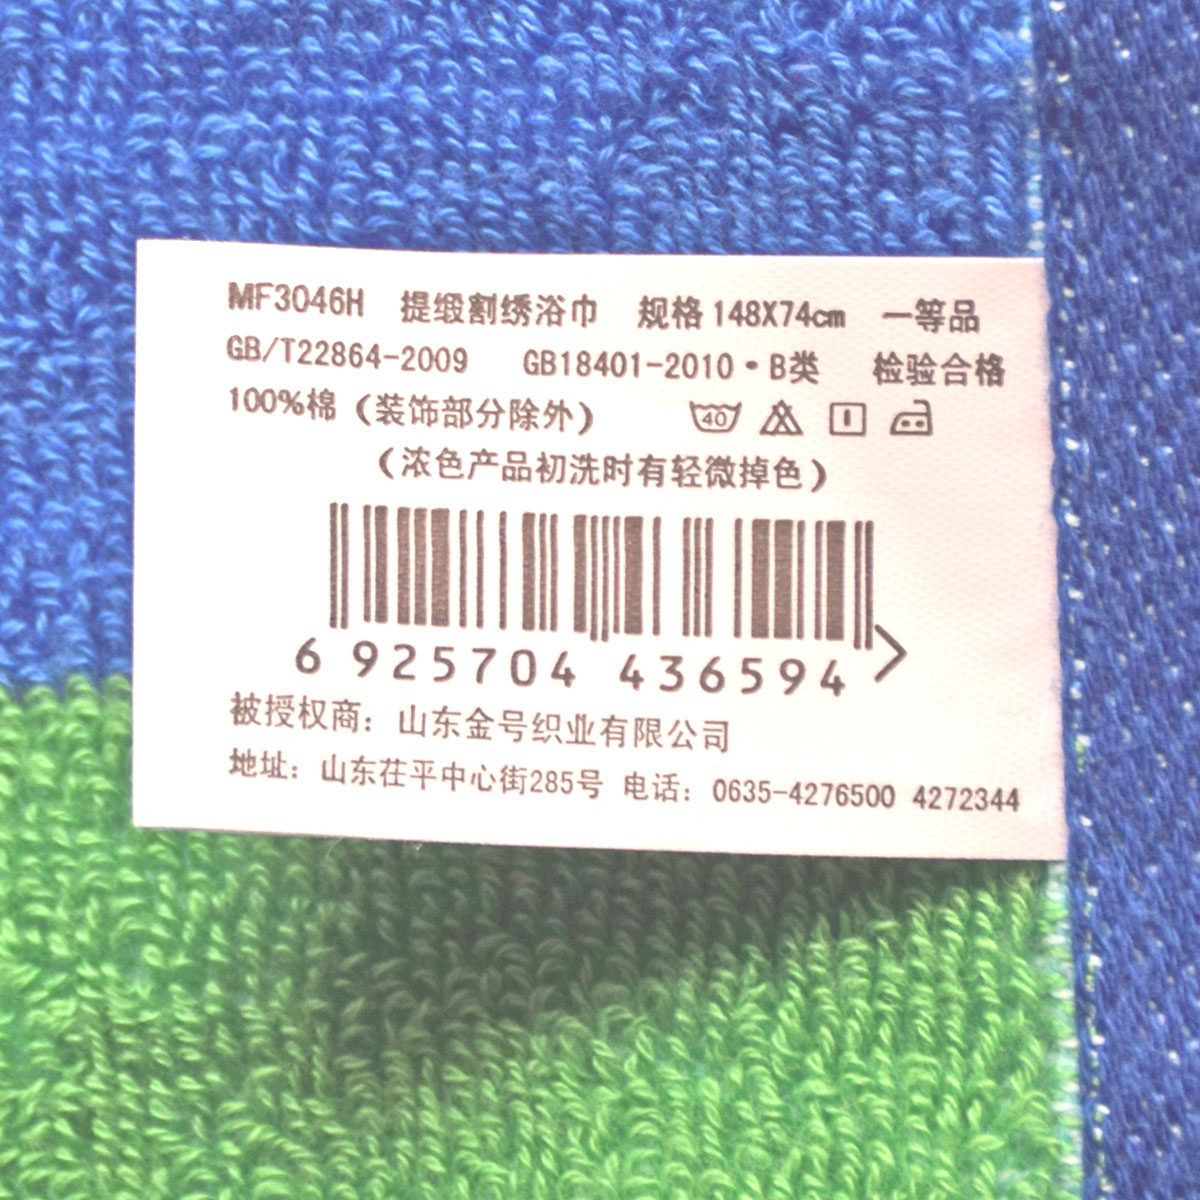 MF3046H 提缎割绣浴巾 规格148X74cm 一等品
GB/T22864-2009 GB18401-2010·B类 检验合格
100%棉（装饰部分除外） 40
（浓色产品初洗时有轻微掉色）
6 925704 436594
被授权商：山东金号织业有限公司
地址：山东茌平中心街285号 电话：0635-4276500 4272344